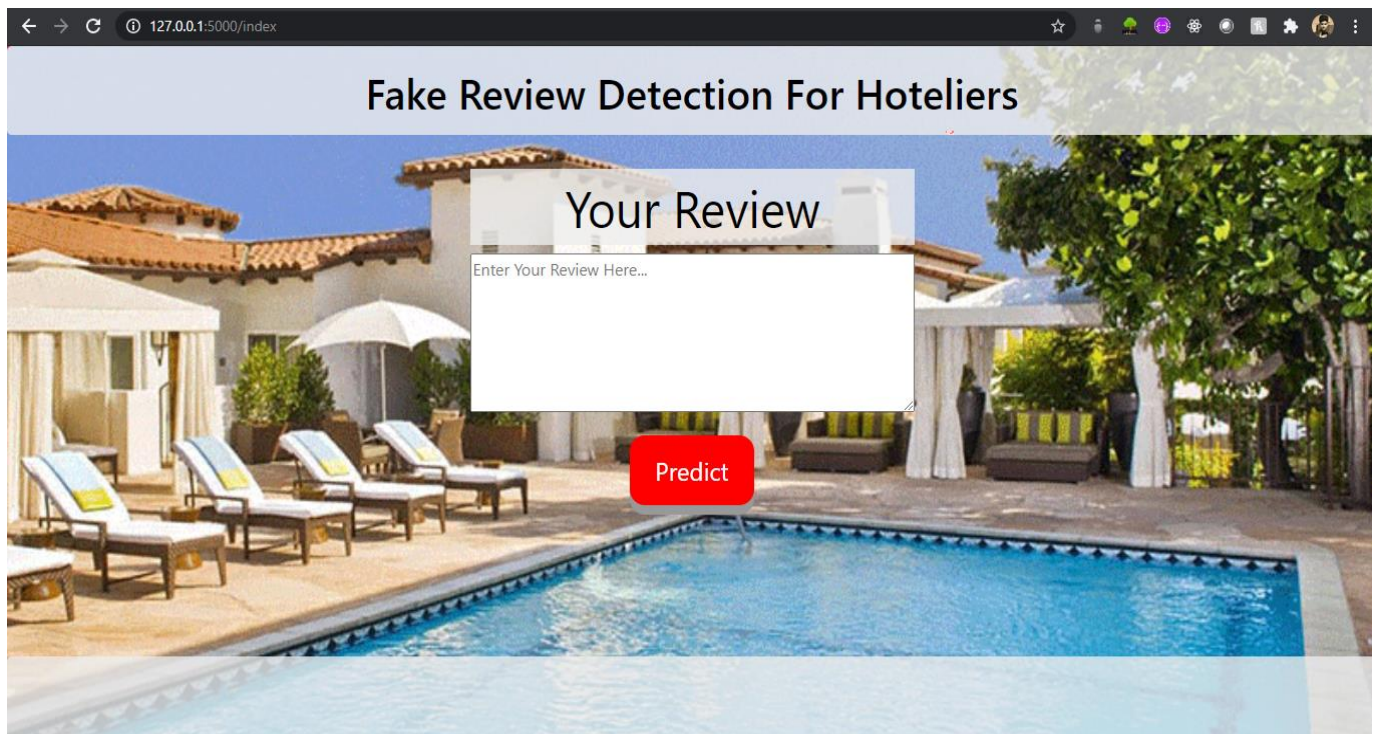 127.0.0.1:5000/index
Fake Review Detection For Hoteliers
Your Review
Enter Your Review Here...
Predict